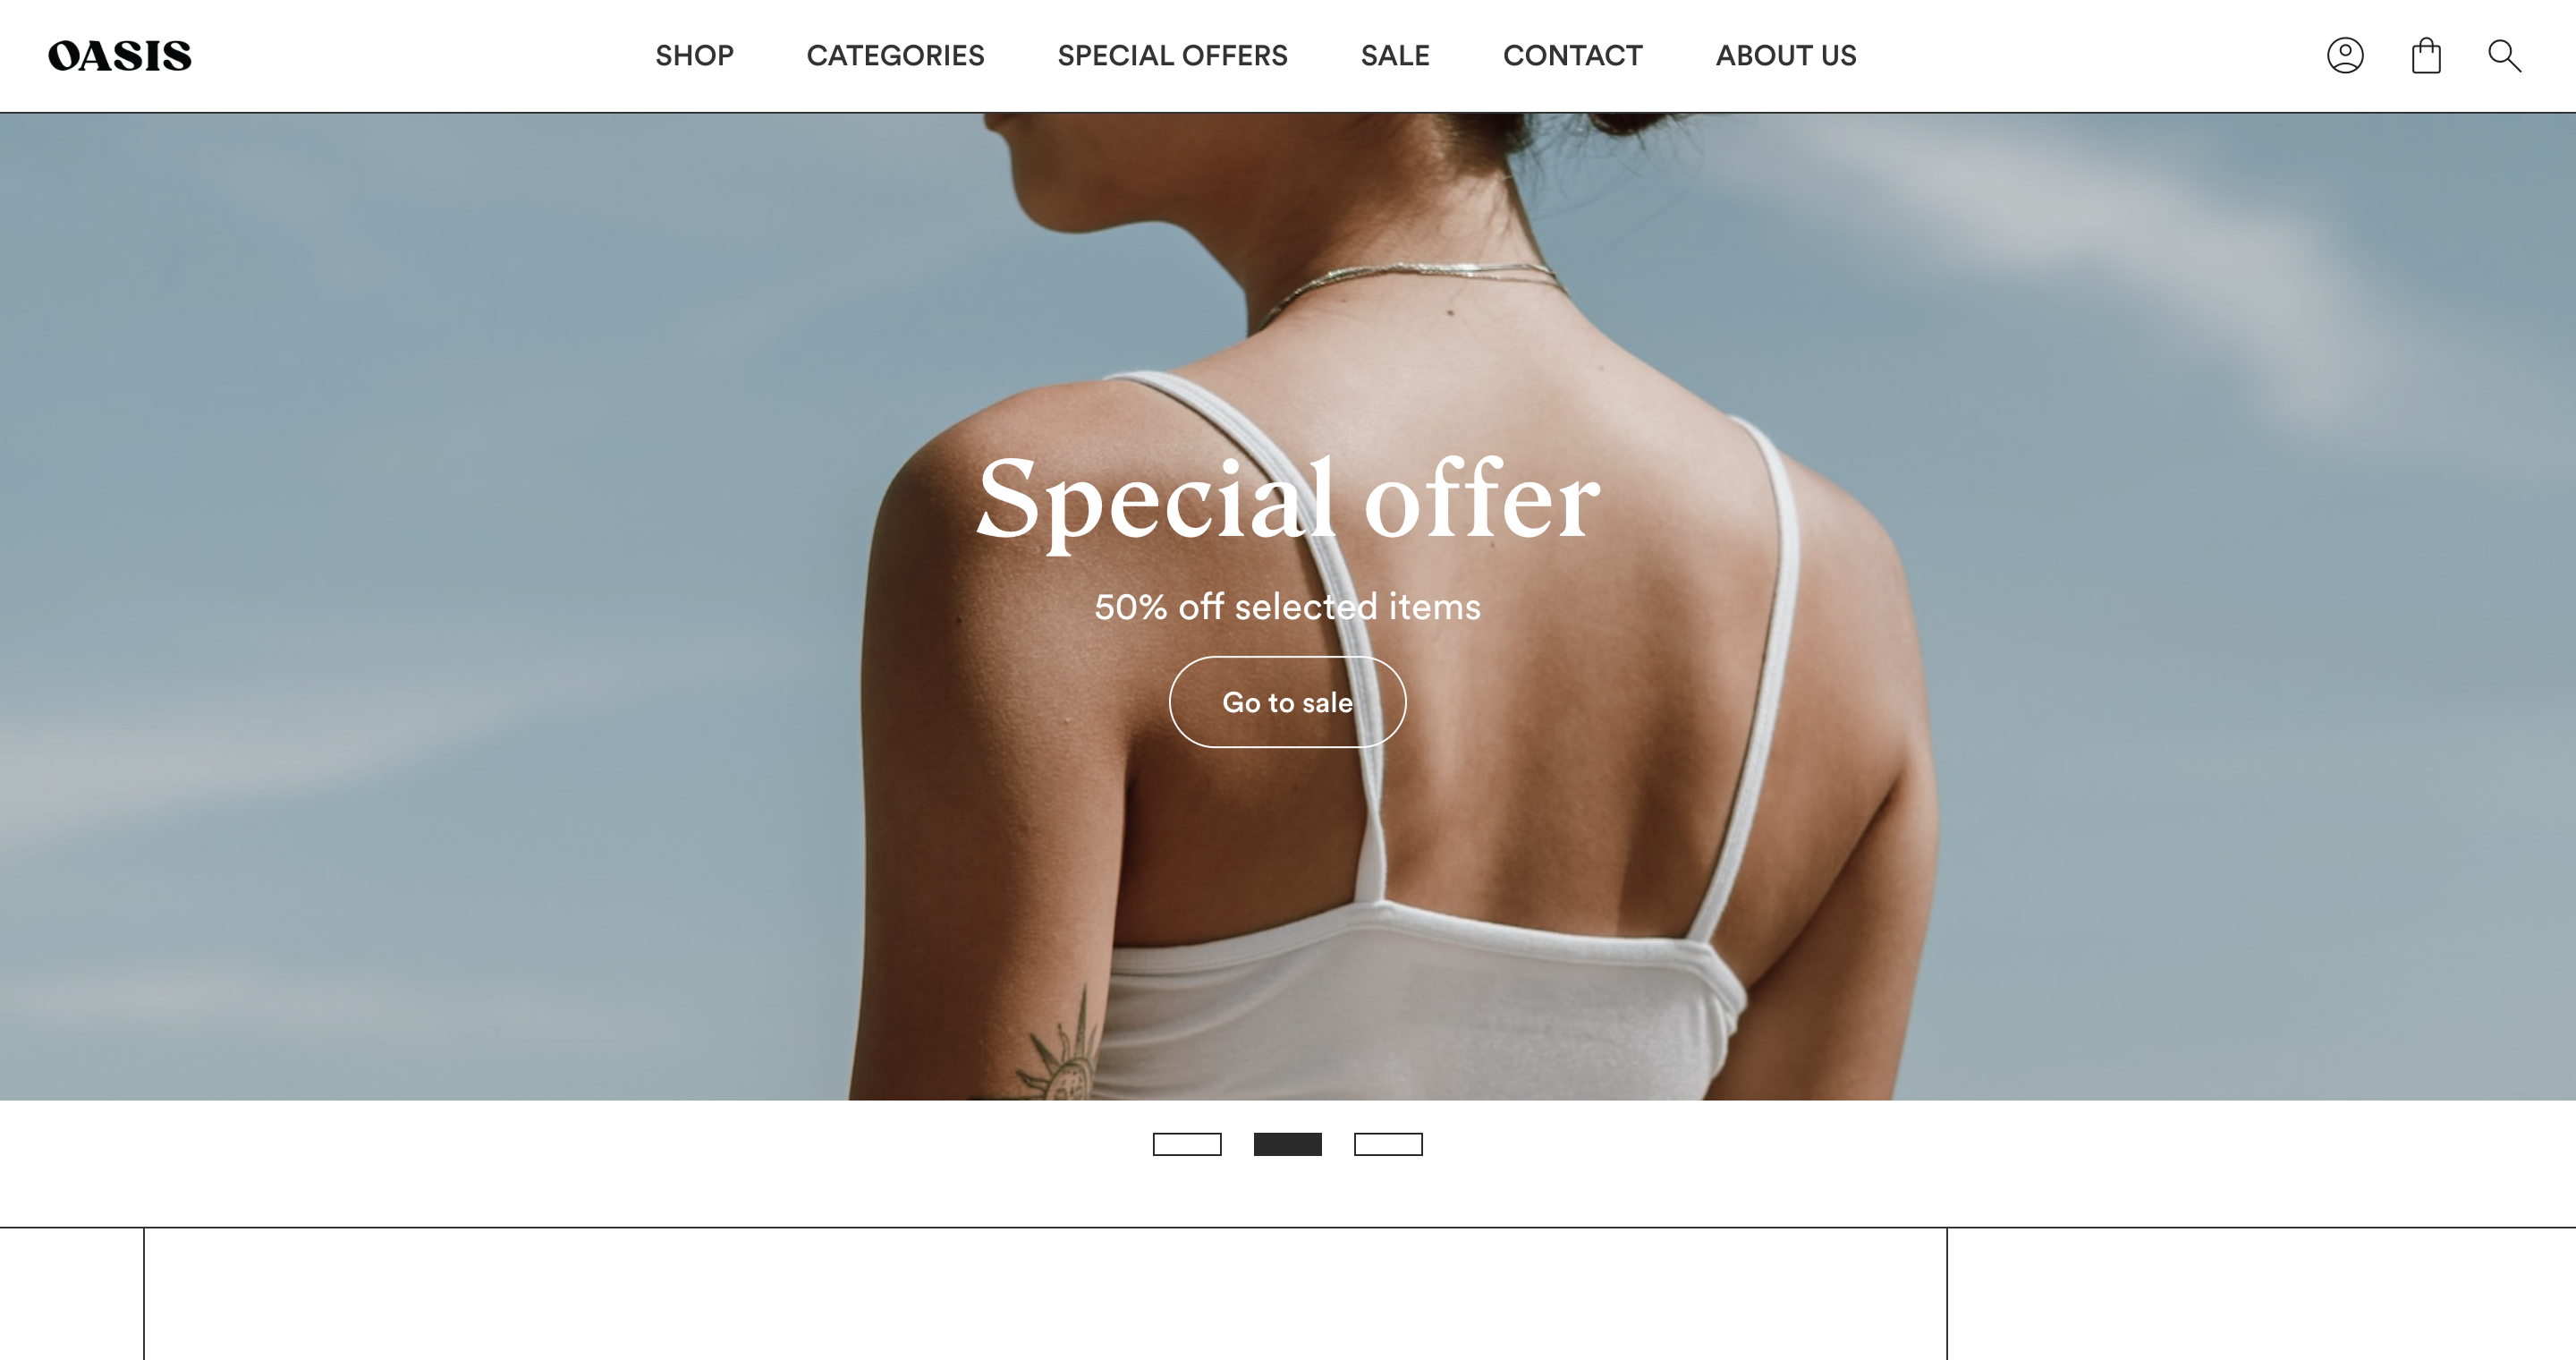 OASIS
SHOP CATEGORIES SPECIAL OFFERS SALE CONTACT ABOUT US
Special offer
50% off selected items
Go to sale